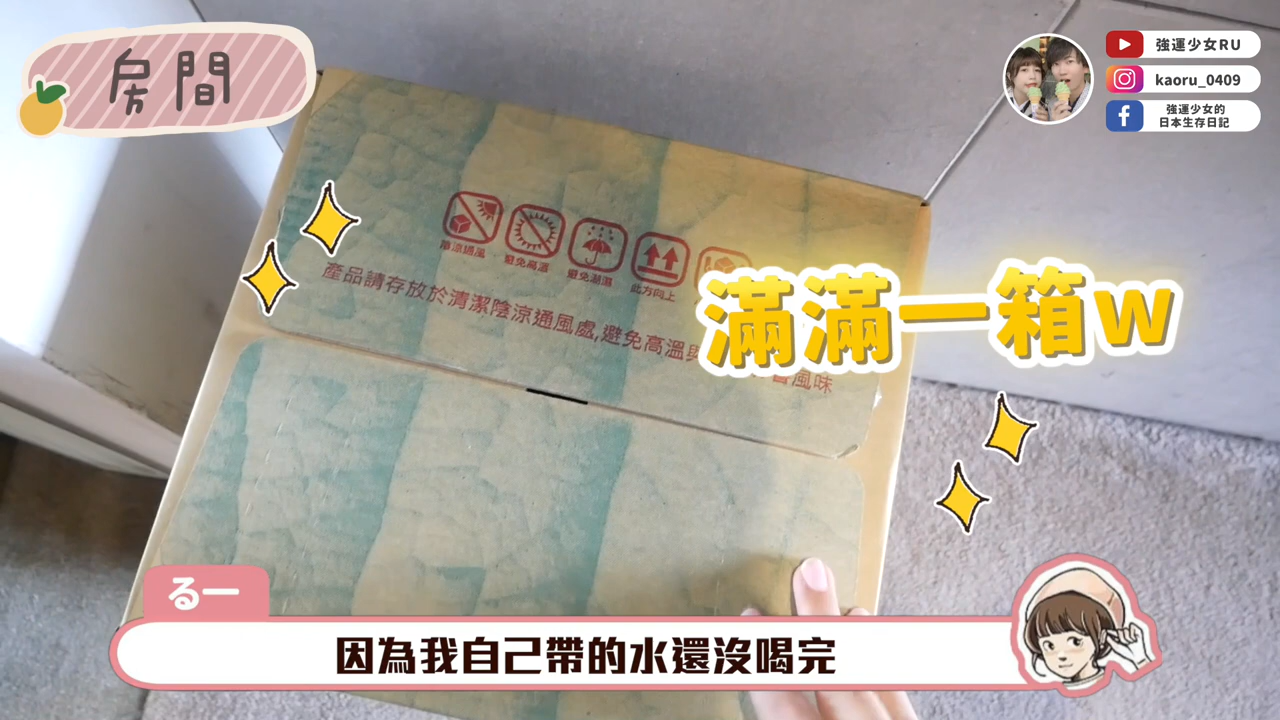 房間
強運少女RU
kaoru_0409
強運少女的
日本生存日記
陰涼通風
避免高溫
避免潮濕
此方向上
產品請存放於清潔陰涼通風處,避免高溫
風味
滿滿一箱w
るー
因為我自己帶的水還沒喝完